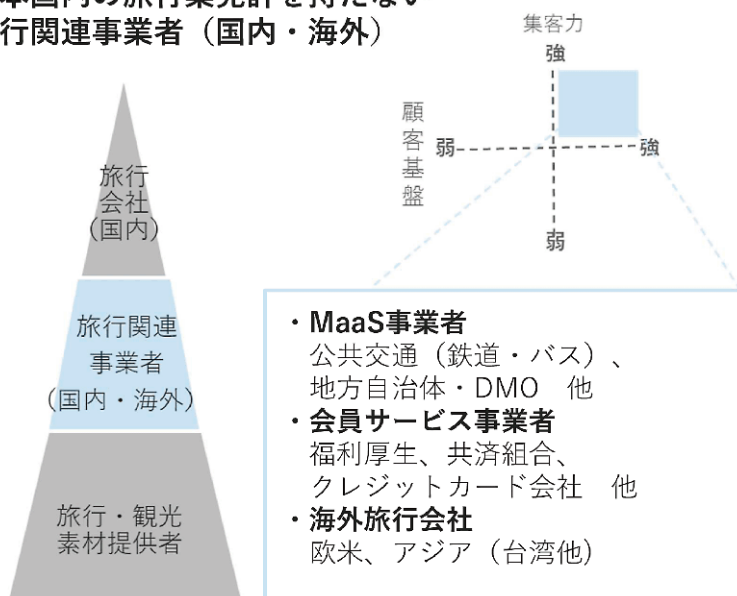 行関連事業者（国内・海外）
集客力
強
顧客基盤
弱
強
弱
旅行
会社
（国内）
旅行関連
事業者
（国内・海外）
旅行・観光
素材提供者
・MaaS事業者
公共交通（鉄道・バス）、
地方自治体・DMO　他
・会員サービス事業者
福利厚生、共済組合、
クレジットカード会社　他
・海外旅行会社
欧米、アジア（台湾他）